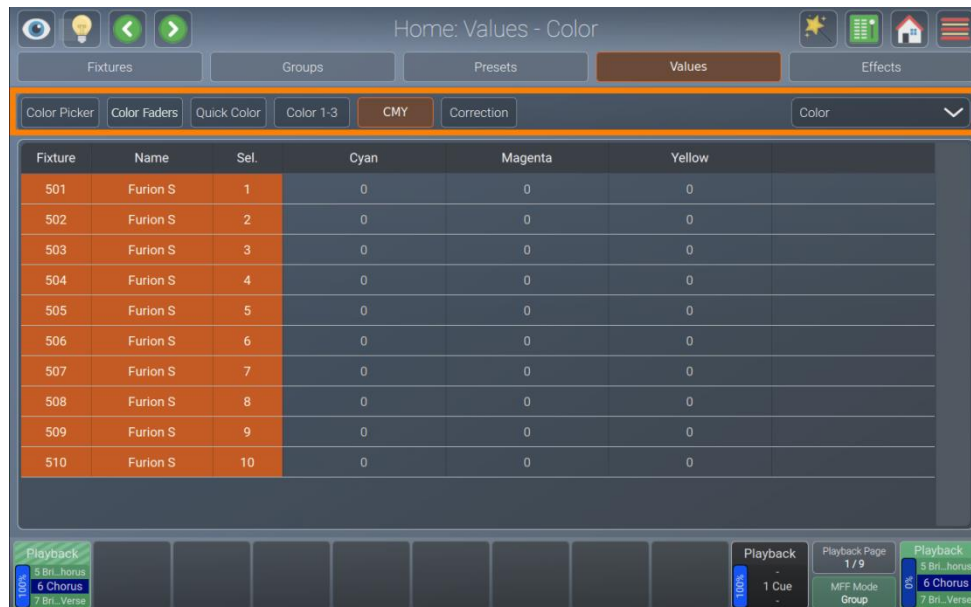 Home: Values - Color
Fixtures Groups Presets Values Effects
Color Picker Color Faders Quick Color Color 1-3 CMY Correction Color
Fixture Name Sel. Cyan Magenta Yellow
501 Furion S 1 0 0 0
502 Furion S 2 0 0 0
503 Furion S 3 0 0 0
504 Furion S 4 0 0 0
505 Furion S 5 0 0 0
506 Furion S 6 0 0 0
507 Furion S 7 0 0 0
508 Furion S 8 0 0 0
509 Furion S 9 0 0 0
510 Furion S 10 0 0 0
Playback
5 Bri...horus
100% 6 Chorus
7 Bri...Verse
Playback
-
100% 1 Cue
-
Playback Page
1 / 9
MFF Mode
Group
Playback
5 Bri...horus
0% 6 Chorus
7 Bri...Verse